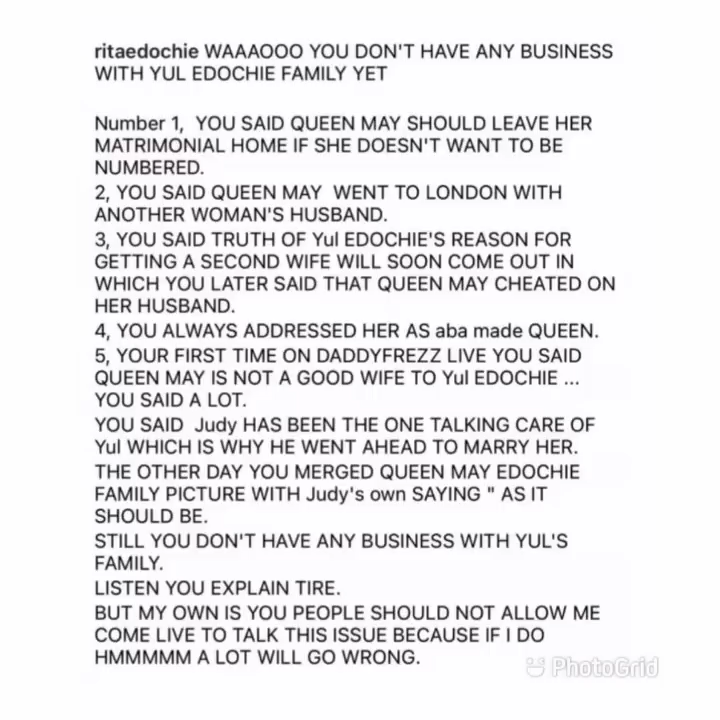 ritaedochie WAAAOOO YOU DON'T HAVE ANY BUSINESS
WITH YUL EDOCHIE FAMILY YET
Number 1, YOU SAID QUEEN MAY SHOULD LEAVE HER
MATRIMONIAL HOME IF SHE DOESN'T WANT TO BE
NUMBERED.
2, YOU SAID QUEEN MAY WENT TO LONDON WITH
ANOTHER WOMAN'S HUSBAND.
3, YOU SAID TRUTH OF Yul EDOCHIE'S REASON FOR
GETTING A SECOND WIFE WILL SOON COME OUT IN
WHICH YOU LATER SAID THAT QUEEN MAY CHEATED ON
HER HUSBAND.
4, YOU ALWAYS ADDRESSED HER AS aba made QUEEN.
5, YOUR FIRST TIME ON DADDYFREZZ LIVE YOU SAID
QUEEN MAY IS NOT A GOOD WIFE TO Yul EDOCHIE ...
YOU SAID A LOT.
YOU SAID Judy HAS BEEN THE ONE TALKING CARE OF
Yul WHICH IS WHY HE WENT AHEAD TO MARRY HER.
THE OTHER DAY YOU MERGED QUEEN MAY EDOCHIE
FAMILY PICTURE WITH Judy's own SAYING " AS IT
SHOULD BE.
STILL YOU DON'T HAVE ANY BUSINESS WITH YUL'S
FAMILY.
LISTEN YOU EXPLAIN TIRE.
BUT MY OWN IS YOU PEOPLE SHOULD NOT ALLOW ME
COME LIVE TO TALK THIS ISSUE BECAUSE IF I DO
HMMMMM A LOT WILL GO WRONG.
PhotoGrid